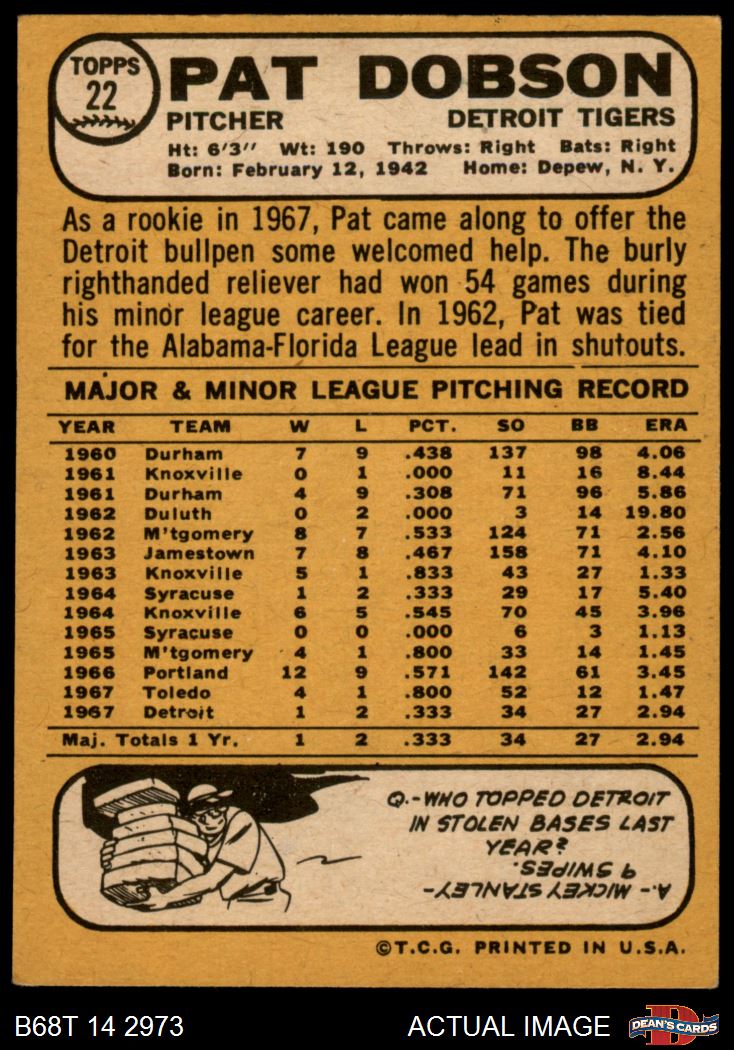 TOPPS
22
PAT DOBSON
PITCHER DETROIT TIGERS
Ht: 6'3" Wt: 190 Throws: Right Bats: Right
Born: February 12, 1942 Home: Depew, N. Y.
As a rookie in 1967, Pat came along to offer the
Detroit bullpen some welcomed help. The burly
righthanded reliever had won 54 games during
his minor league career. In 1962, Pat was tied
for the Alabama-Florida League lead in shutouts.
MAJOR & MINOR LEAGUE PITCHING RECORD
YEAR TEAM W L PCT. SO BB ERA
1960 Durham 7 9 .438 137 98 4.06
1961 Knoxville 0 1 .000 11 16 8.44
1961 Durham 4 9 .308 71 96 5.86
1962 Duluth 0 2 .000 3 14 19.80
1962 M'tgomery 8 7 .533 124 71 2.56
1963 Jamestown 7 8 .467 158 71 4.10
1963 Knoxville 5 1 .833 43 27 1.33
1964 Syracuse 1 2 .333 29 17 5.40
1964 Knoxville 6 5 .545 70 45 3.96
1965 Syracuse 0 0 .000 6 3 1.13
1965 M'tgomery 4 1 .800 33 14 1.45
1966 Portland 12 9 .571 142 61 3.45
1967 Toledo 4 1 .800 52 12 1.47
1967 Detroit 1 2 .333 34 27 2.94
Maj. Totals 1 Yr. 1 2 .333 34 27 2.94
Q.-WHO TOPPED DETROIT
IN STOLEN BASES LAST
YEAR?
A.- MICKEY STANLEY-
9 SWIPES.
©T.C.G. PRINTED IN U.S.A.
B68T 14 2973 ACTUAL IMAGE
D
DEAN'S CARDS